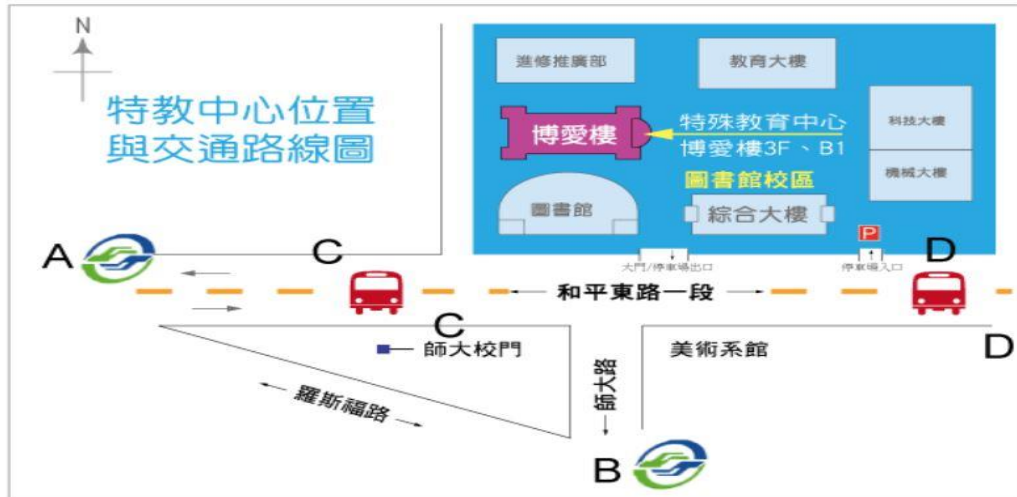 N
特教中心位置
與交通路線圖
進修推廣部
教育大樓
博愛樓
特殊教育中心
博愛樓3F、B1
科技大樓
機械大樓
圖書館校區
圖書館
綜合大樓
P
A
C
D
大門/停車場出口
停車場入口
和平東路一段
C
師大校門
美術系館
D
羅斯福路
師大路
B